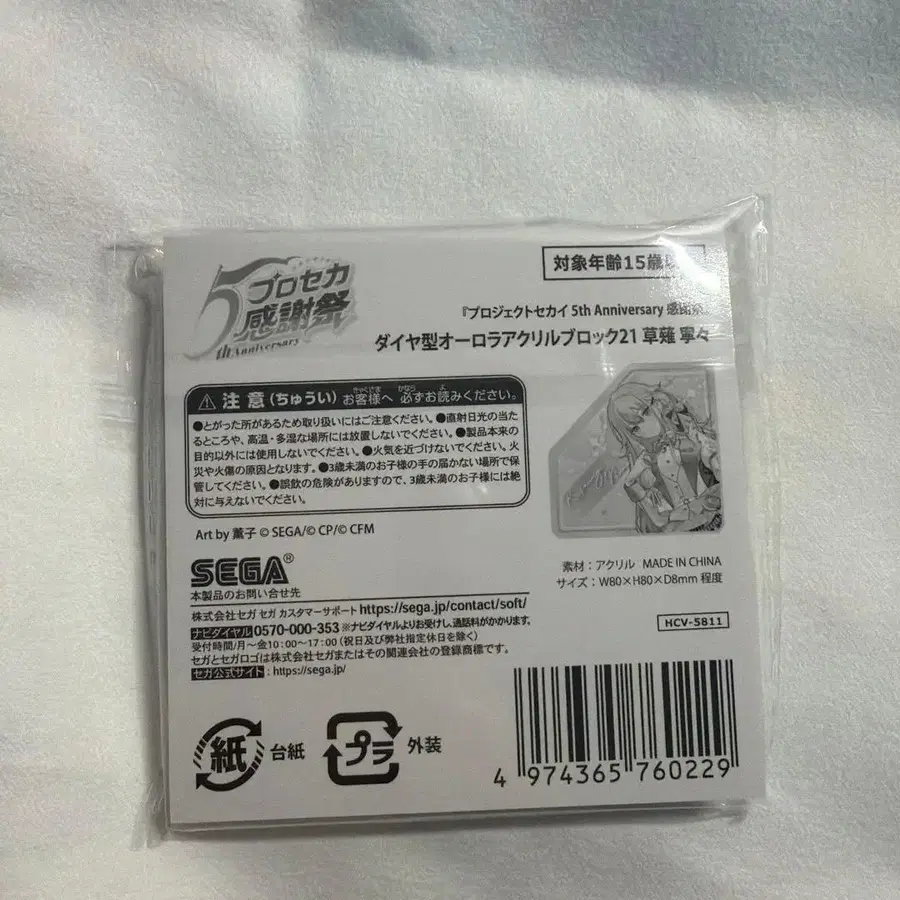 5
プロセカ
感謝祭
th Anniversary
対象年齢15歳以
『プロジェクトセカイ 5th Anniversary 感謝祭』
ダイヤ型オーロラアクリルブロック21 草薙 寧々
注意(ちゅうい) お客様へ 必ずお読みください。
きゃくさま かなら よ
●とがった所があるため取り扱いにはご注意ください。●直射日光の当た
るところや、高温・多湿な場所には放置しないでください。●製品本来の
目的以外には使用しないでください。●火気を近づけないでください。火
災や火傷の原因となります。●3歳未満のお子様の手の届かない場所で保
管してください。●誤飲の危険がありますので、3歳未満のお子様には絶
対に与えないでください。
Art by 薫子 © SEGA/© CP/© CFM
素材：アクリル MADE IN CHINA
サイズ：W80×H80×D8mm 程度
HCV-5811
SEGA®
本製品のお問い合せ先
株式会社セガ セガ カスタマーサポート https://sega.jp/contact/soft/
ナビダイヤル 0570-000-353 ※ナビダイヤルよりお受けし、通話料がかかります。
受付時間/月～金10:00～17:00（祝日及び弊社指定休日を除く）
セガとセガロゴは株式会社セガまたはその関連会社の登録商標です。
セガ公式サイト：https://sega.jp/
紙 台紙
プラ 外装
4 974365 760229